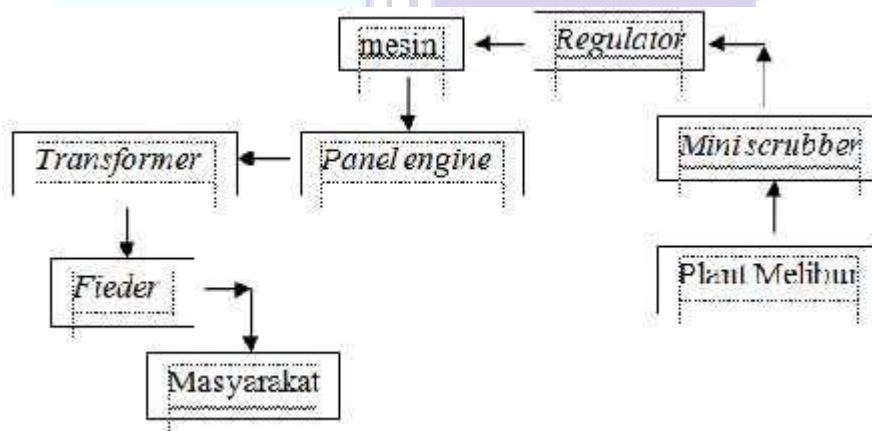 mesin
Regulator
Transformer
Panel engine
Mini scrubber
Fieder
Plant Melibur
Masyarakat